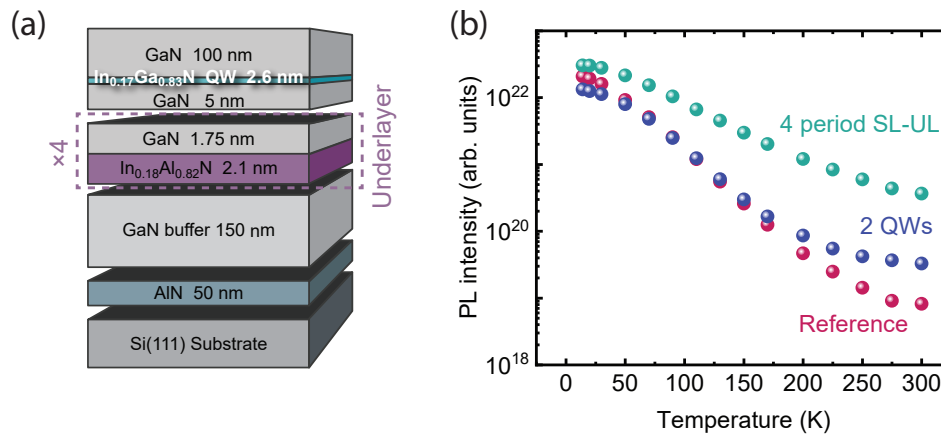 (a)
GaN 100 nm
In0.17Ga0.83N QW 2.6 nm
GaN 5 nm
×4
GaN 1.75 nm
In0.18Al0.82N 2.1 nm
Underlayer
GaN buffer 150 nm
AlN 50 nm
Si(111) Substrate
(b)
PL intensity (arb. units)
10^22
10^20
10^18
4 period SL-UL
2 QWs
Reference
0 50 100 150 200 250 300
Temperature (K)